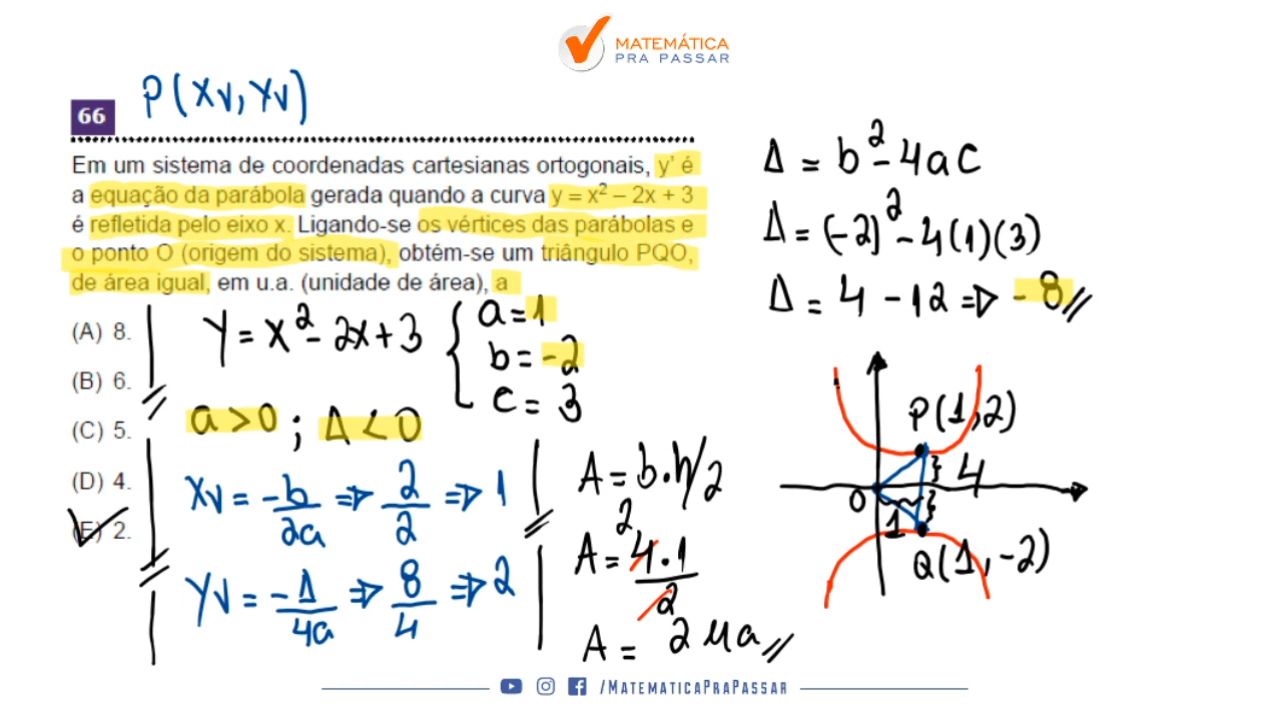 MATEMÁTICA
PRA PASSAR
P(Xv, Yv)
66
Em um sistema de coordenadas cartesianas ortogonais, y' é
a equação da parábola gerada quando a curva y = x² – 2x + 3
é refletida pelo eixo x. Ligando-se os vértices das parábolas e
o ponto O (origem do sistema), obtém-se um triângulo PQO,
de área igual, em u.a. (unidade de área), a
(A) 8.
(B) 6.
(C) 5.
(D) 4.
(E) 2.
Y = X² - 2X + 3
a = 1
b = -2
c = 3
a > 0 ; Δ < 0
Xv = -b/2a ⇒ 2/2 ⇒ 1
Yv = -Δ/4a ⇒ 8/4 ⇒ 2
A = b.h/2
2
A = 4.1/2
A = 2 ua
Δ = b² - 4ac
Δ = (-2)² - 4(1)(3)
Δ = 4 - 12 ⇒ -8
P(1,2)
4
O
1
Q(1,-2)
/MatematicaPraPassar